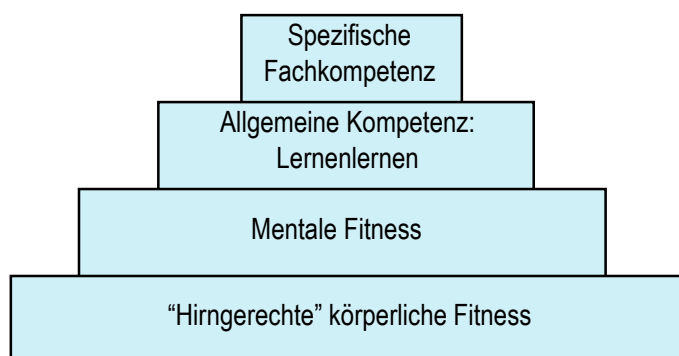 Spezifische
Fachkompetenz
Allgemeine Kompetenz:
Lernenlernen
Mentale Fitness
“Hirngerechte” körperliche Fitness